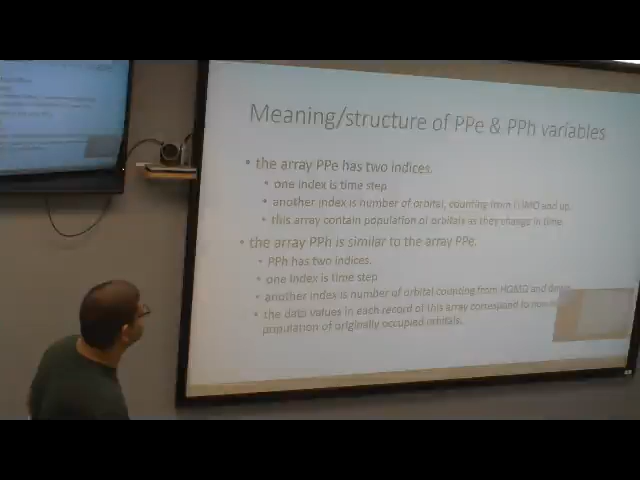 Meaning/structure of PPe & PPh variables
• the array PPe has two indices.
• one index is time step
• another index is number of orbital, counting from LUMO and up.
• this array contain population of orbitals as they change in time.
• the array PPh is similar to the array PPe.
• PPh has two indices.
• one index is time step
• another index is number of orbital counting from HOMO and down.
• the data values in each record of this array correspond to
population of originally occupied orbitals.